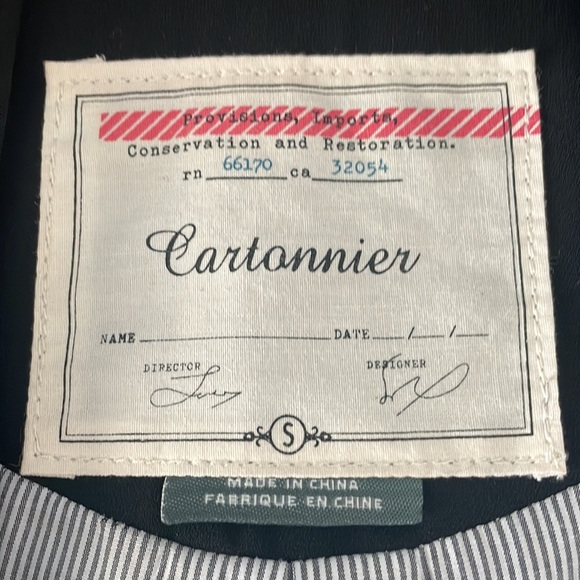 Provisions, Imports,
Conservation and Restoration.
rn 66170 ca 32054
Cartonnier
NAME DATE / /
DIRECTOR DESIGNER
S
MADE IN CHINA
FABRIQUE EN CHINE